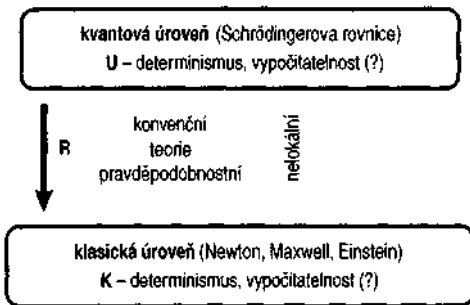 kvantová úroveň (Schrödingerova rovnice)
U – determinismus, vypočitatelnost (?)
R
konvenční
teorie
pravděpodobnostní
nelokální
klasická úroveň (Newton, Maxwell, Einstein)
K – determinismus, vypočitatelnost (?)